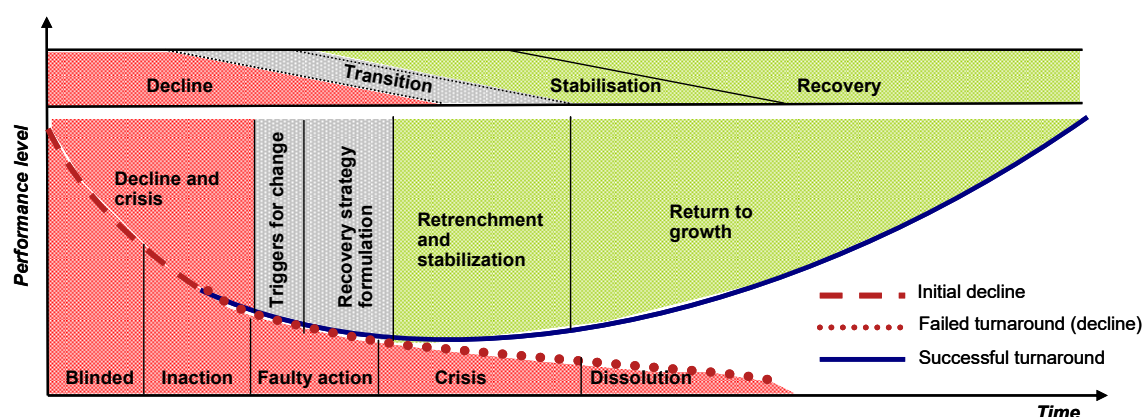 Decline
Transition
Stabilisation
Recovery
Performance level
Decline and
crisis
Triggers for change
Recovery strategy
formulation
Retrenchment
and
stabilization
Return to
growth
Initial decline
Failed turnaround (decline)
Successful turnaround
Blinded
Inaction
Faulty action
Crisis
Dissolution
Time